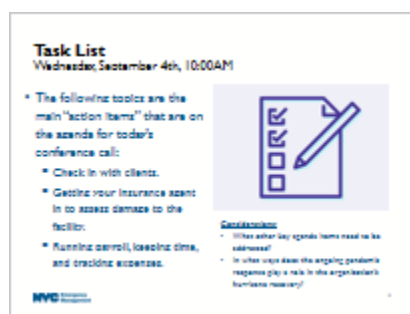 Task List
Wednesday, September 4th, 10:00AM
• The following topics are the
main "action items" that are on
the agenda for today's
conference call:
▪ Check in with clients.
▪ Getting your insurance agent
in to assess damage to the
facility.
▪ Running payroll, keeping time,
and tracking expenses.
Considerations:
• What other key agenda items need to be
addressed?
• In what ways does the ongoing pandemic
response play a role in the organization's
hurricane recovery?
NYC Emergency
Management